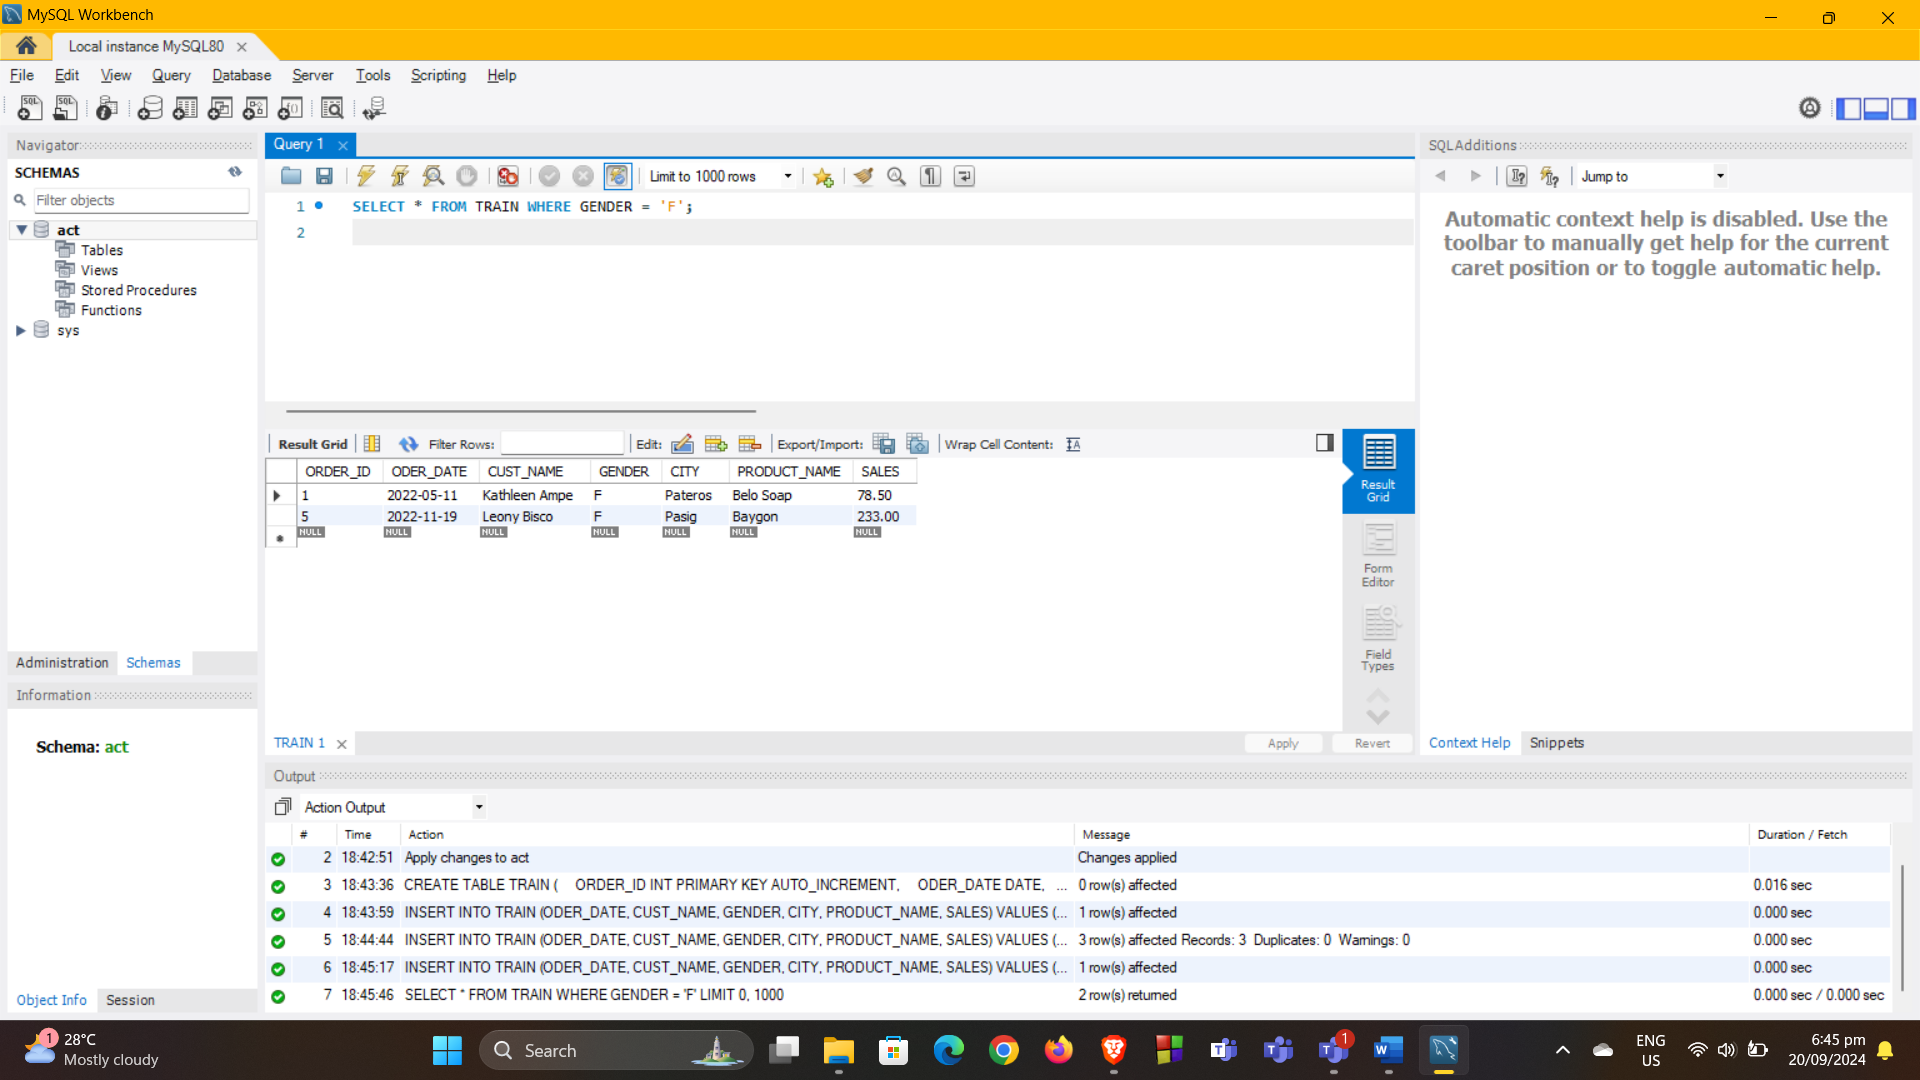 MySQL Workbench
Local instance MySQL80
File Edit View Query Database Server Tools Scripting Help
Navigator
SCHEMAS
Filter objects
act
Tables
Views
Stored Procedures
Functions
sys
Administration Schemas
Information
Schema: act
Object Info Session
Query 1
Limit to 1000 rows
1 SELECT * FROM TRAIN WHERE GENDER = 'F';
2
Result Grid Filter Rows: Edit: Export/Import: Wrap Cell Content:
ORDER_ID ODER_DATE CUST_NAME GENDER CITY PRODUCT_NAME SALES
1 2022-05-11 Kathleen Ampe F Pateros Belo Soap 78.50
5 2022-11-19 Leony Bisco F Pasig Baygon 233.00
NULL NULL NULL NULL NULL NULL NULL
Result
Grid
Form
Editor
Field
Types
TRAIN 1 Apply Revert
SQLAdditions
Jump to
Automatic context help is disabled. Use the
toolbar to manually get help for the current
caret position or to toggle automatic help.
Context Help Snippets
Output
Action Output
# Time Action Message Duration / Fetch
2 18:42:51 Apply changes to act Changes applied
3 18:43:36 CREATE TABLE TRAIN ( ORDER_ID INT PRIMARY KEY AUTO_INCREMENT, ODER_DATE DATE, ... 0 row(s) affected 0.016 sec
4 18:43:59 INSERT INTO TRAIN (ODER_DATE, CUST_NAME, GENDER, CITY, PRODUCT_NAME, SALES) VALUES (... 1 row(s) affected 0.000 sec
5 18:44:44 INSERT INTO TRAIN (ODER_DATE, CUST_NAME, GENDER, CITY, PRODUCT_NAME, SALES) VALUES (... 3 row(s) affected Records: 3 Duplicates: 0 Warnings: 0 0.000 sec
6 18:45:17 INSERT INTO TRAIN (ODER_DATE, CUST_NAME, GENDER, CITY, PRODUCT_NAME, SALES) VALUES (... 1 row(s) affected 0.000 sec
7 18:45:46 SELECT * FROM TRAIN WHERE GENDER = 'F' LIMIT 0, 1000 2 row(s) returned 0.000 sec / 0.000 sec
1
28°C
Mostly cloudy
Search
1
ENG
US
6:45 pm
20/09/2024